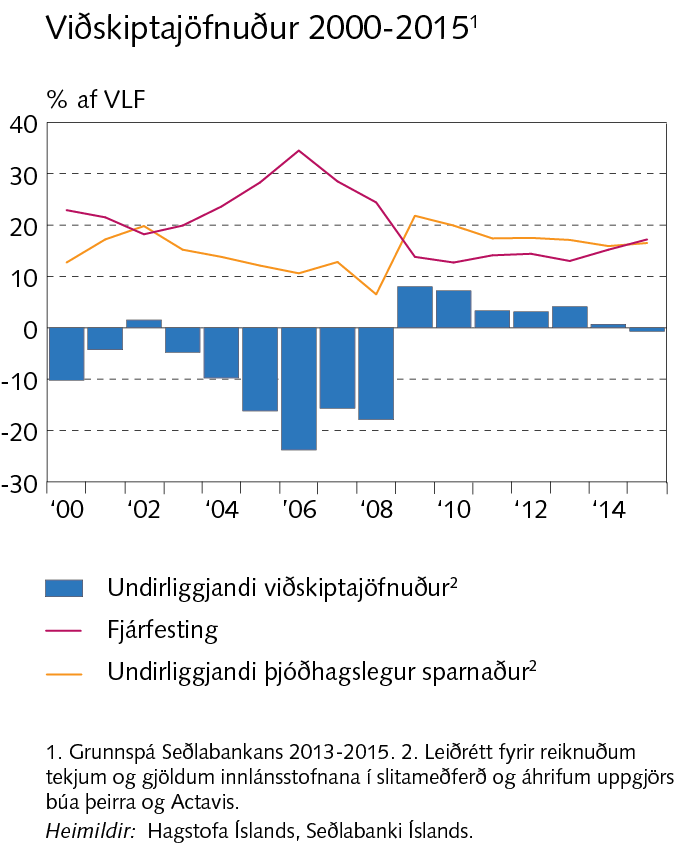 Viðskiptajöfnuður 2000-2015¹
% af VLF
40
30
20
10
0
-10
-20
-30
‘00 ‘02 ‘04 ’06 ‘08 ‘10 ‘12 ‘14
Undirliggjandi viðskiptajöfnuður²
Fjárfesting
Undirliggjandi þjóðhagslegur sparnaður²
1. Grunnspá Seðlabankans 2013-2015. 2. Leiðrétt fyrir reiknuðum
tekjum og gjöldum innlánsstofnana í slitameðferð og áhrifum uppgjörs
búa þeirra og Actavis.
Heimildir: Hagstofa Íslands, Seðlabanki Íslands.